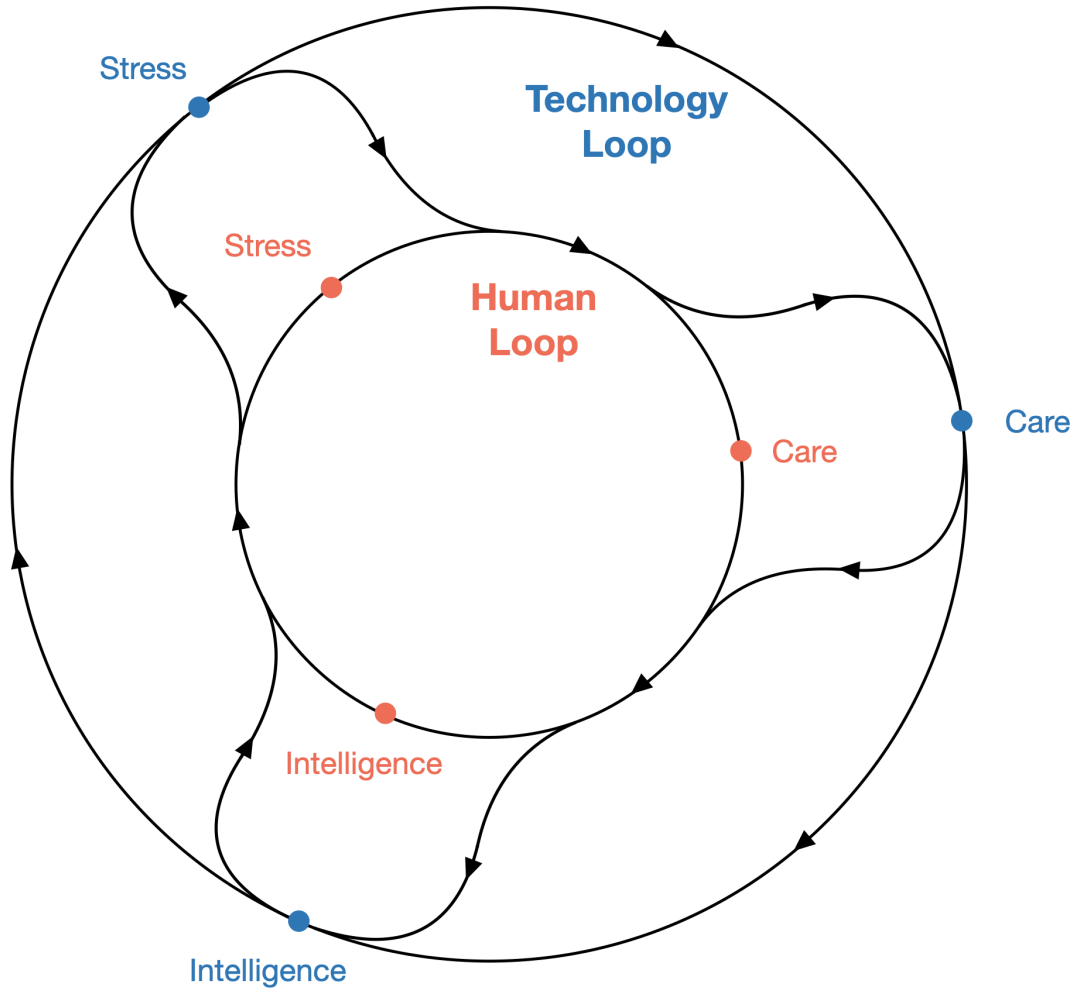 Stress
Technology
Loop
Stress
Human
Loop
Care
Care
Intelligence
Intelligence